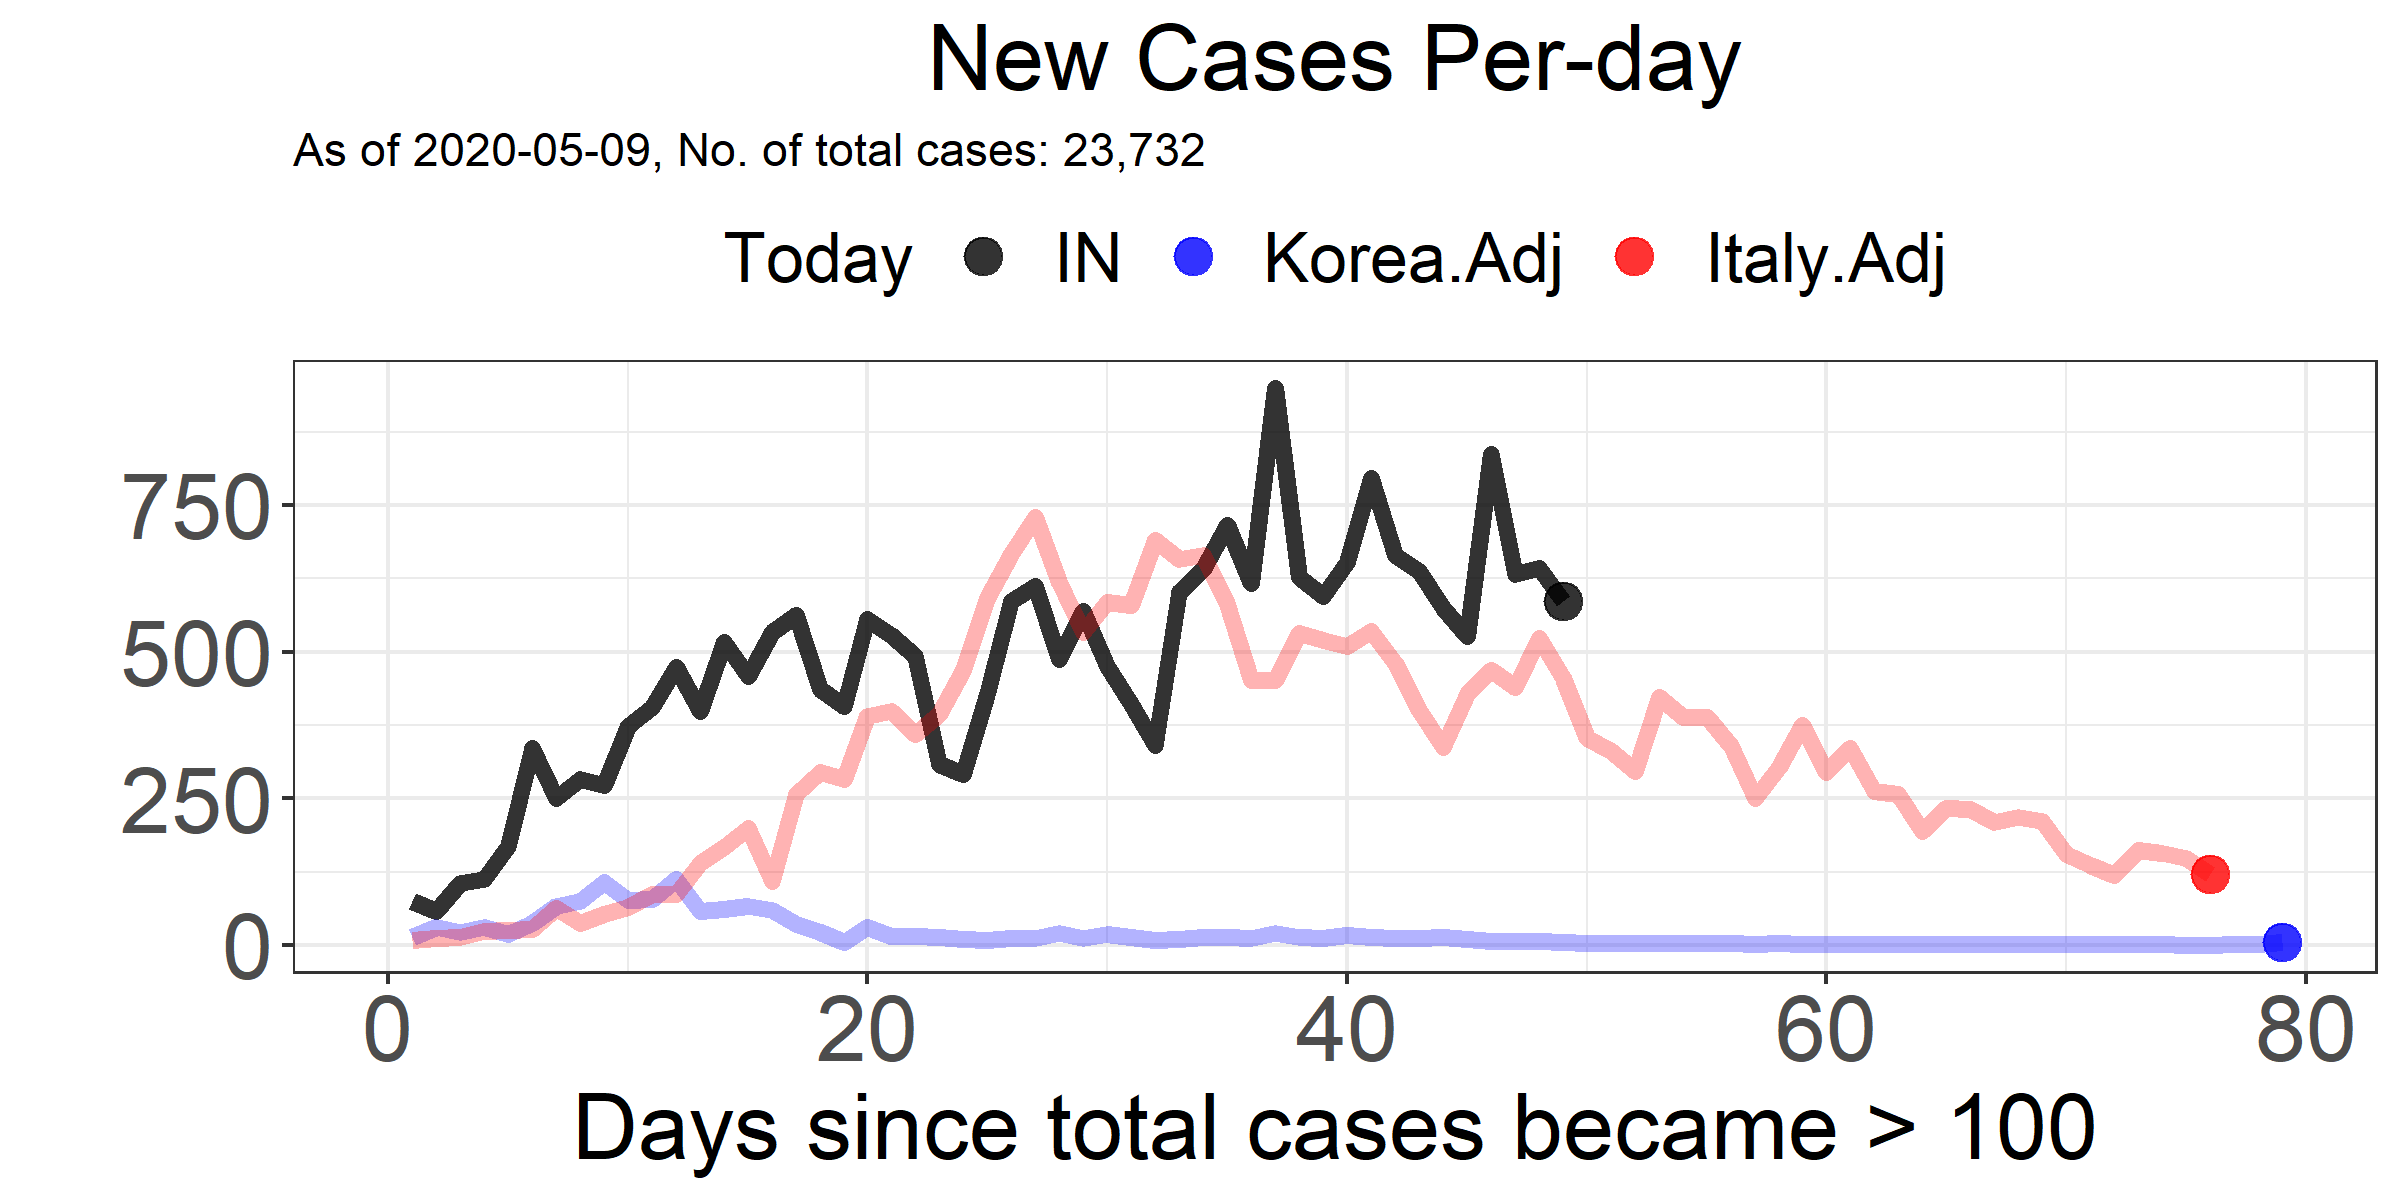 New Cases Per-day
As of 2020-05-09, No. of total cases: 23,732
Today IN Korea.Adj Italy.Adj
750
500
250
0
0 20 40 60 80
Days since total cases became > 100